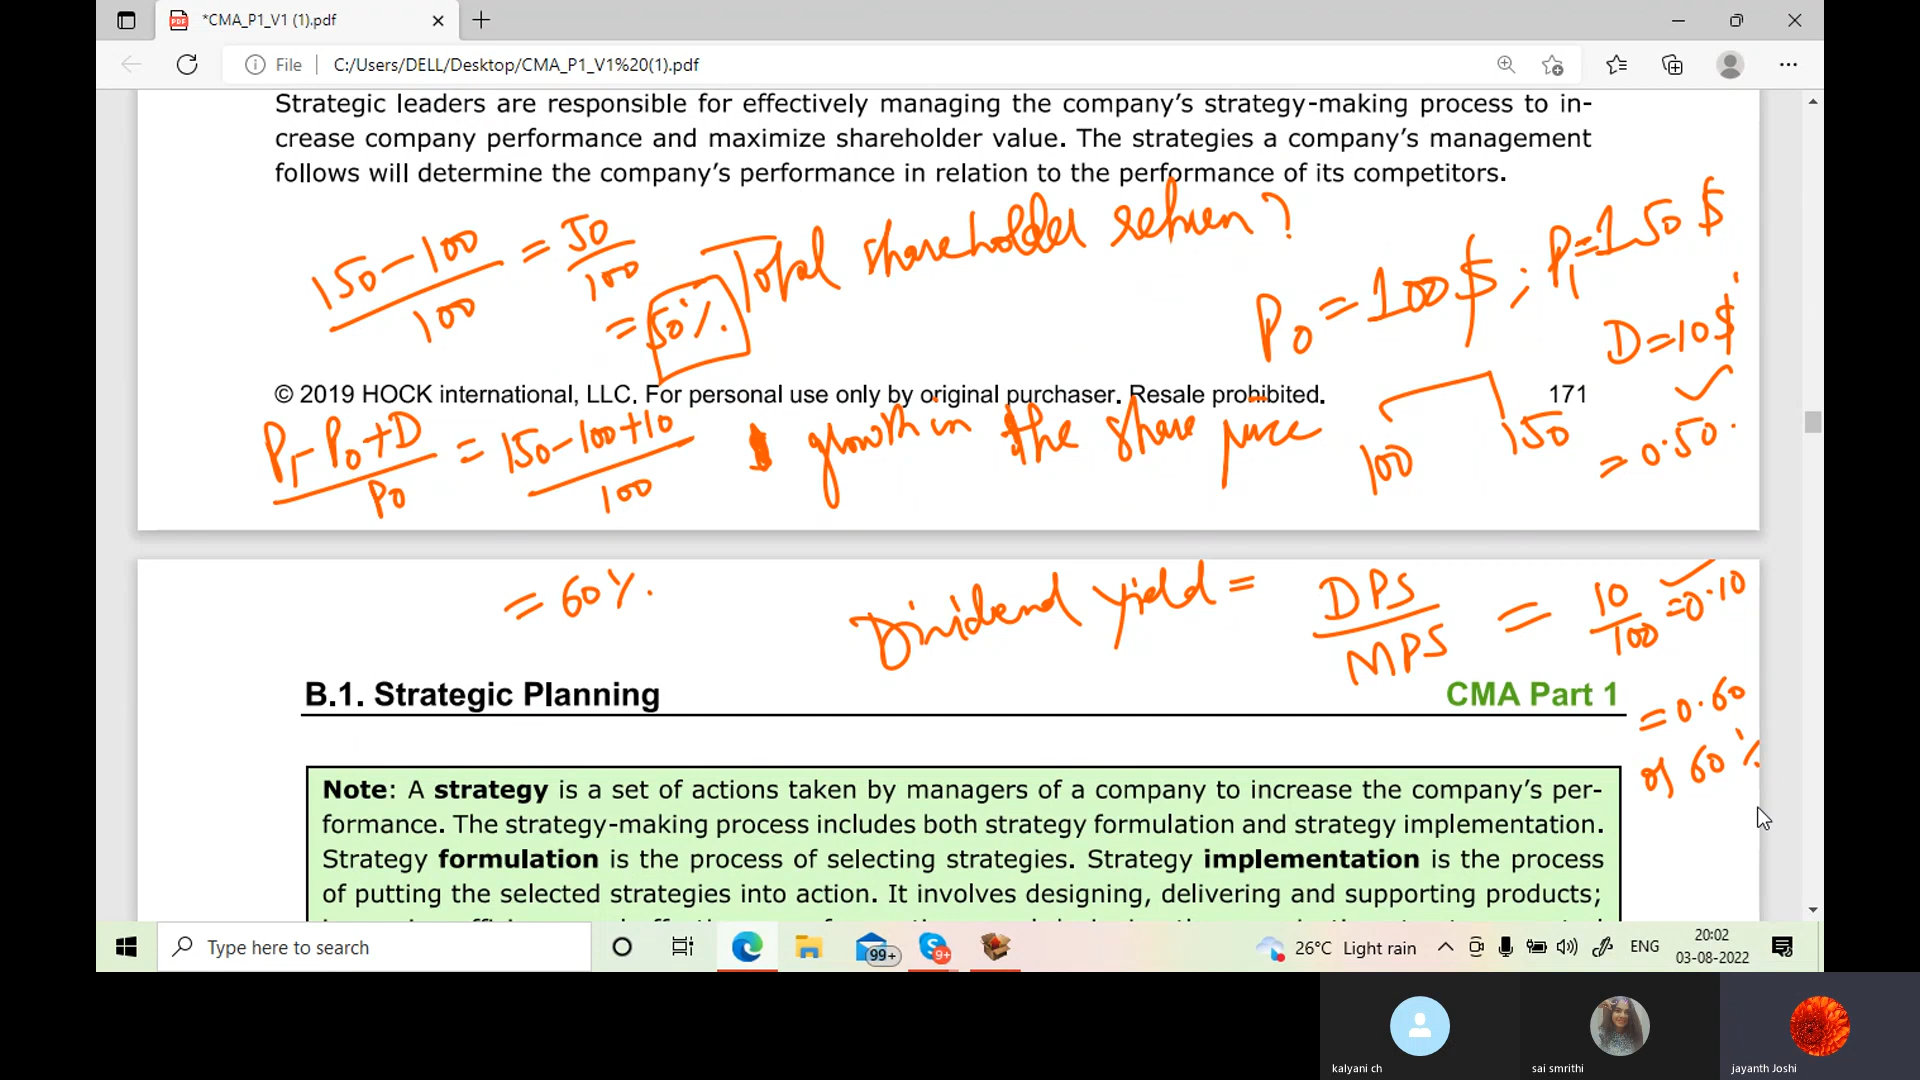 *CMA_P1_V1 (1).pdf
File
C:/Users/DELL/Desktop/CMA_P1_V1%20(1).pdf
Strategic leaders are responsible for effectively managing the company's strategy-making process to in-
crease company performance and maximize shareholder value. The strategies a company's management
follows will determine the company's performance in relation to the performance of its competitors.
Total shareholder return?
150-100/100 = 50/100
= 50%.
P0 = 100$; P1=150$
D=10$
© 2019 HOCK international, LLC. For personal use only by original purchaser. Resale prohibited.
171
P1-P0+D/P0 = 150-100+10/100
growth in the share price
100 150
= 0.50.
= 60%.
Dividend Yield = DPS/MPS = 10/100 =0.10
= 0.60
or 60%
B.1. Strategic Planning
CMA Part 1
Note: A strategy is a set of actions taken by managers of a company to increase the company's per-
formance. The strategy-making process includes both strategy formulation and strategy implementation.
Strategy formulation is the process of selecting strategies. Strategy implementation is the process
of putting the selected strategies into action. It involves designing, delivering and supporting products;
Type here to search
99+
9+
26°C Light rain
ENG
20:02
03-08-2022
kalyani ch
sai smrithi
jayanth Joshi